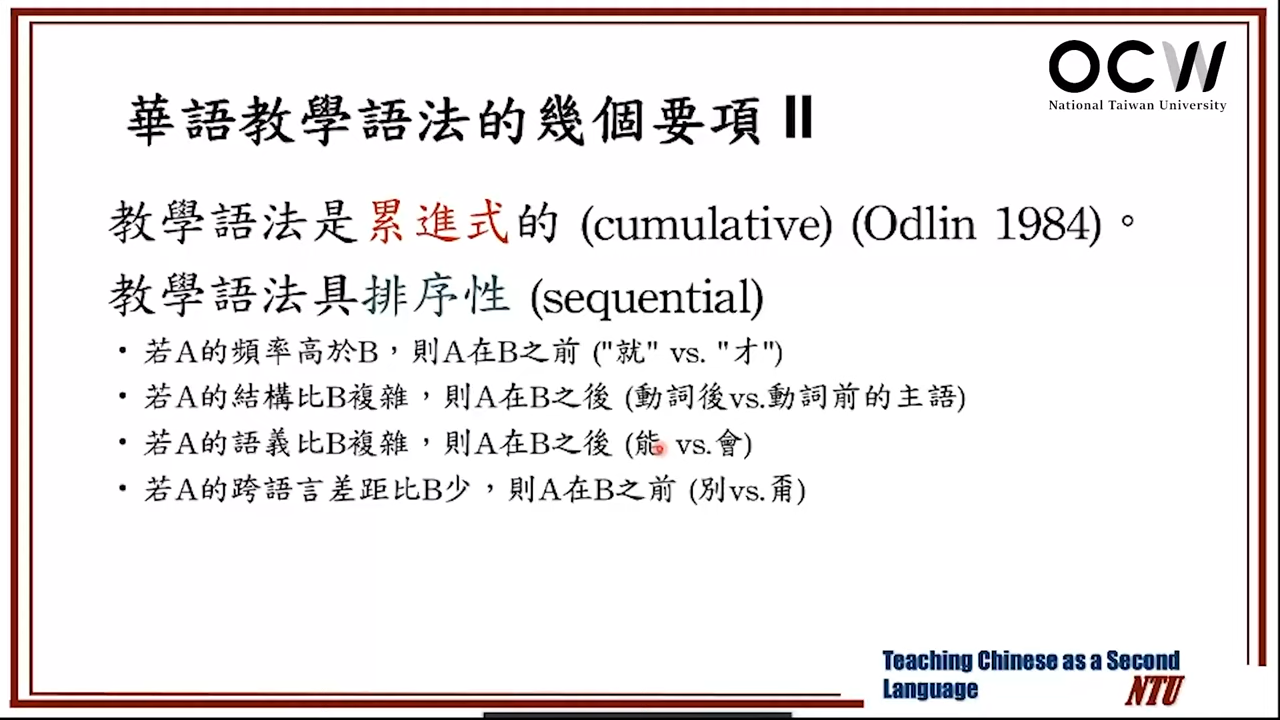 OCW
National Taiwan University
華語教學語法的幾個要項 II
教學語法是累進式的 (cumulative) (Odlin 1984)。
教學語法具排序性 (sequential)
• 若A的頻率高於B，則A在B之前 ("就" vs. "才")
• 若A的結構比B複雜，則A在B之後 (動詞後vs.動詞前的主語)
• 若A的語義比B複雜，則A在B之後 (能 vs.會)
• 若A的跨語言差距比B少，則A在B之前 (別vs.甭)
Teaching Chinese as a Second
Language
NTU